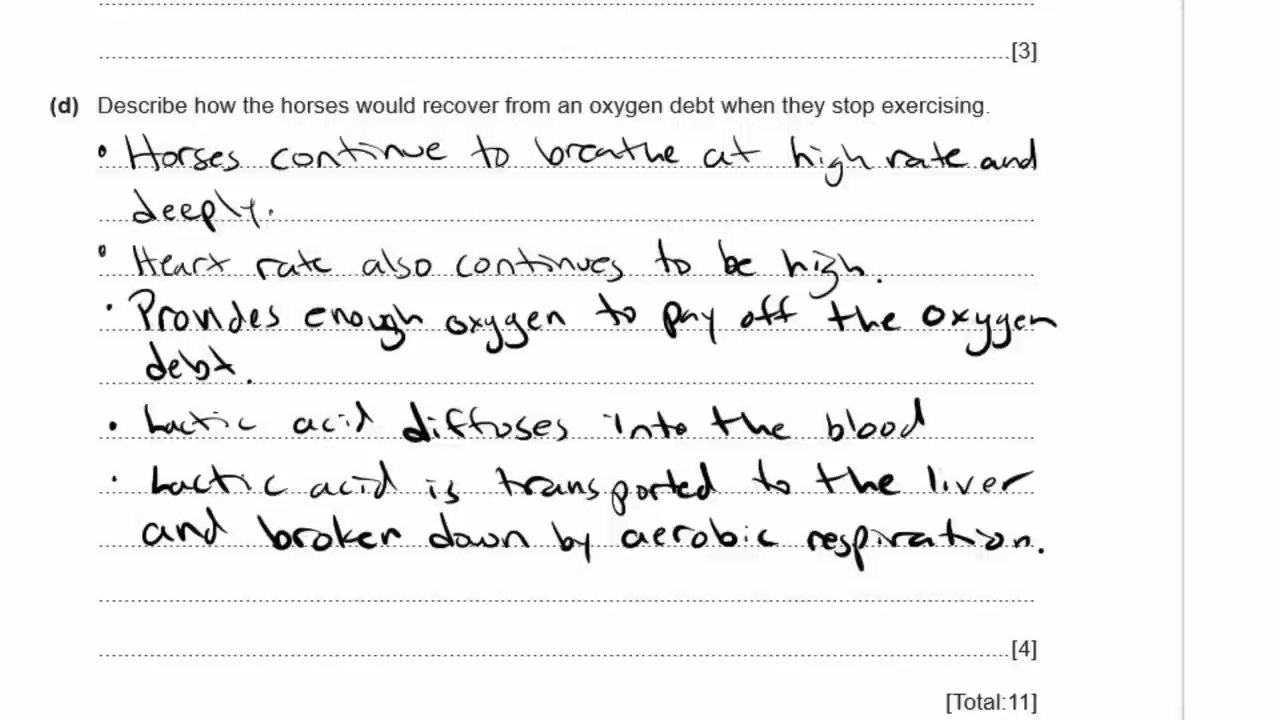 [3]
(d) Describe how the horses would recover from an oxygen debt when they stop exercising.
• Horses continue to breathe at high rate and
deeply.
• Heart rate also continues to be high.
• Provides enough oxygen to pay off the oxygen
debt.
• Lactic acid diffuses into the blood
• Lactic acid is transported to the liver
and broken down by aerobic respiration.
[4]
[Total:11]